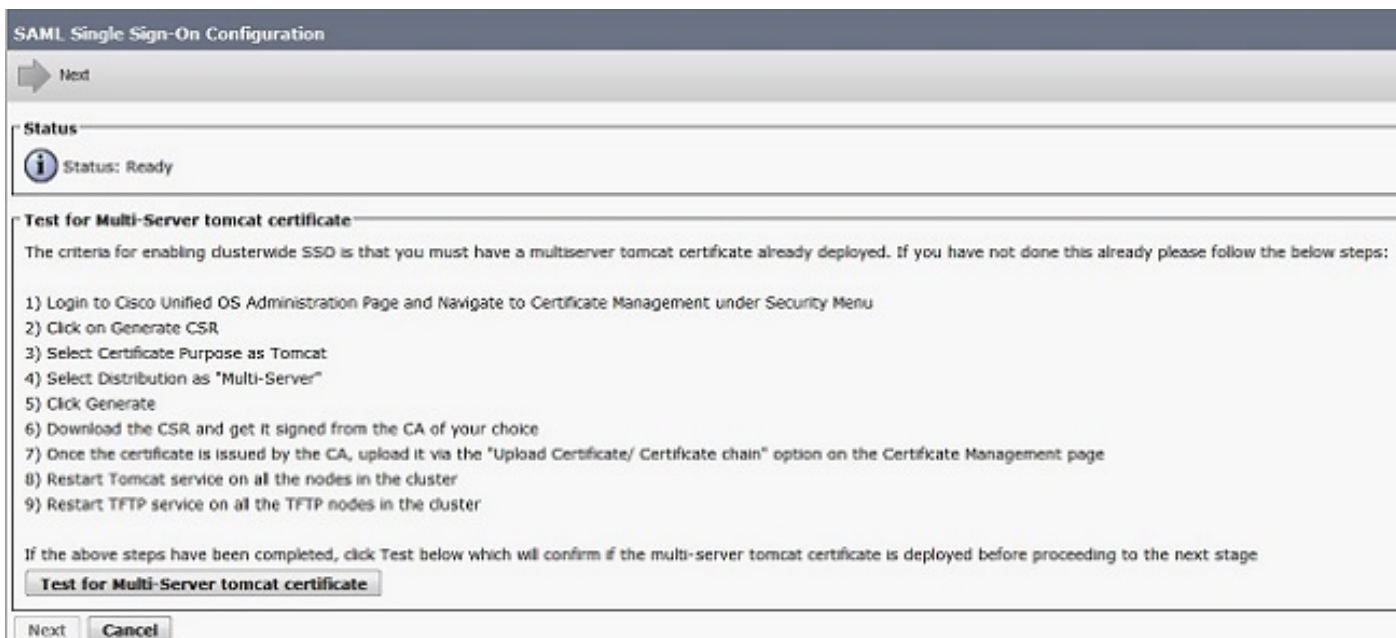 SAML Single Sign-On Configuration
Next
Status
Status: Ready
Test for Multi-Server tomcat certificate
The criteria for enabling clusterwide SSO is that you must have a multiserver tomcat certificate already deployed. If you have not done this already please follow the below steps:
1) Login to Cisco Unified OS Administration Page and Navigate to Certificate Management under Security Menu
2) Click on Generate CSR
3) Select Certificate Purpose as Tomcat
4) Select Distribution as "Multi-Server"
5) Click Generate
6) Download the CSR and get it signed from the CA of your choice
7) Once the certificate is issued by the CA, upload it via the "Upload Certificate/ Certificate chain" option on the Certificate Management page
8) Restart Tomcat service on all the nodes in the cluster
9) Restart TFTP service on all the TFTP nodes in the cluster
If the above steps have been completed, click Test below which will confirm if the multi-server tomcat certificate is deployed before proceeding to the next stage
Test for Multi-Server tomcat certificate
Next Cancel